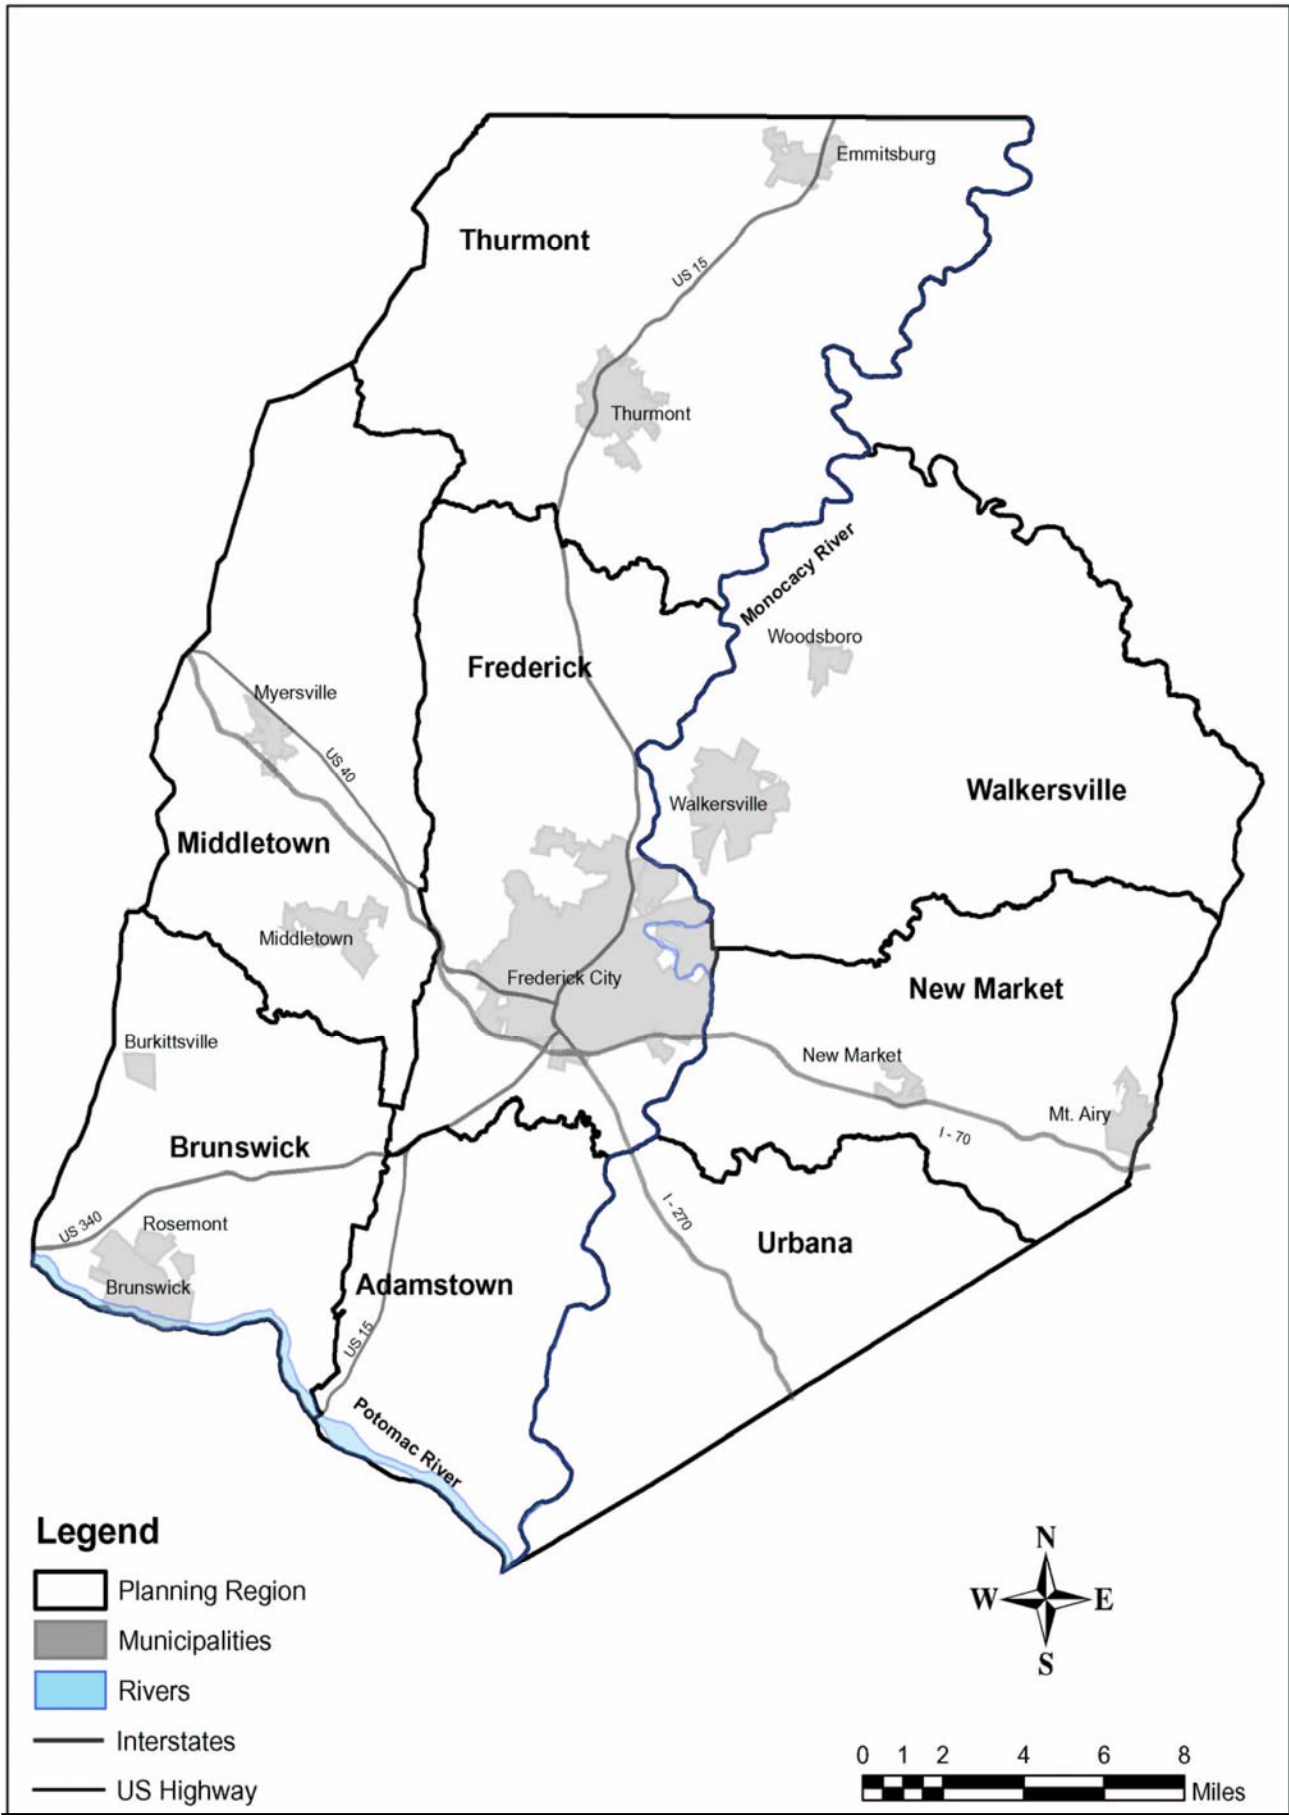 Emmitsburg
Thurmont
US 15
Thurmont
Monocacy River
Woodsboro
Frederick
Myersville
US 40
Walkersville
Walkersville
Middletown
Middletown
Frederick City
New Market
Burkittsville
New Market
Mt. Airy
I - 70
Brunswick
US 340
Rosemont
I - 270
Urbana
Brunswick
Adamstown
US 15
Potomac River
Legend
Planning Region
Municipalities
Rivers
Interstates
US Highway
N
W E
S
0 1 2 4 6 8
Miles